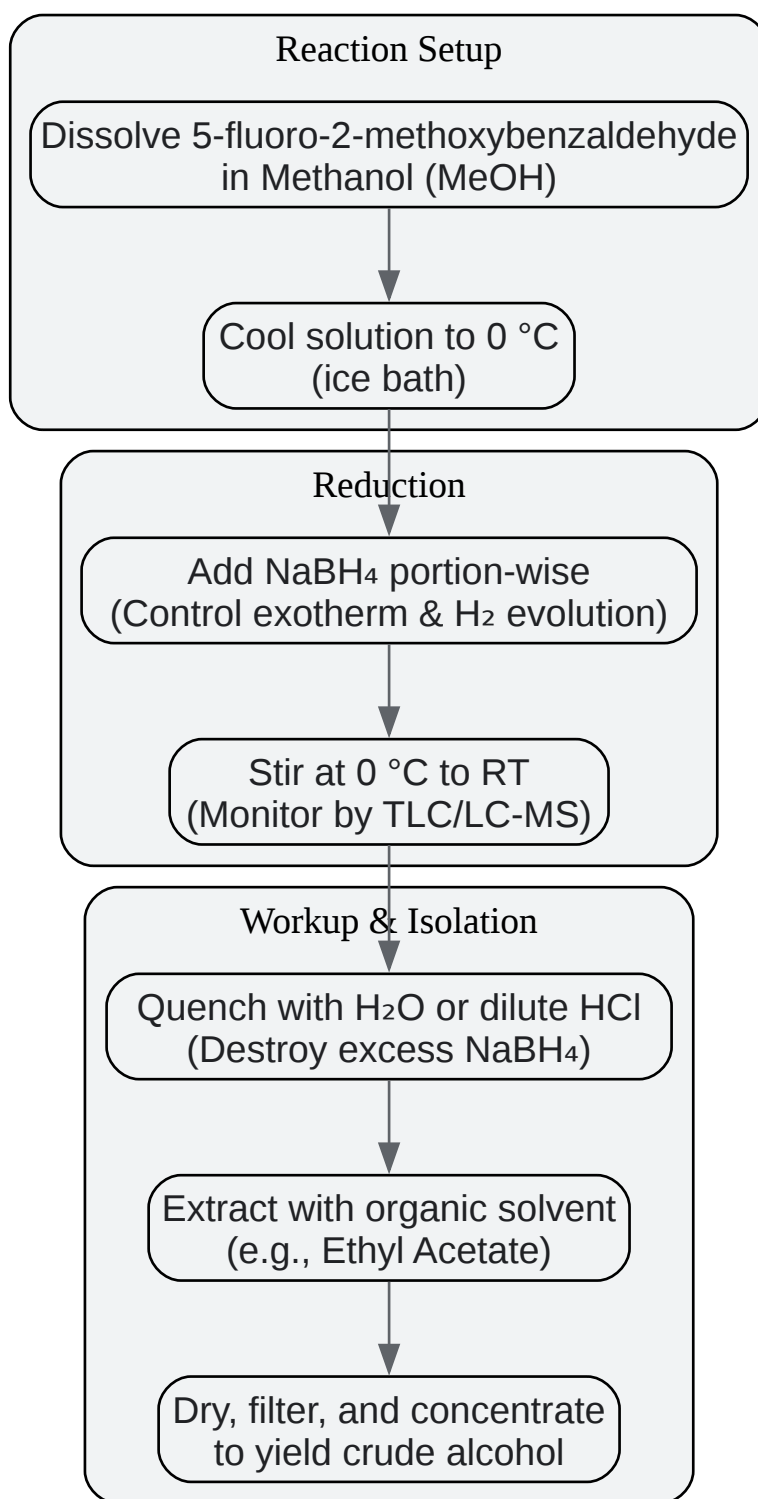 Reaction Setup
Dissolve 5-fluoro-2-methoxybenzaldehyde
in Methanol (MeOH)
Cool solution to 0 °C
(ice bath)
Reduction
Add NaBH₄ portion-wise
(Control exotherm & H₂ evolution)
Stir at 0 °C to RT
(Monitor by TLC/LC-MS)
Workup & Isolation
Quench with H₂O or dilute HCl
(Destroy excess NaBH₄)
Extract with organic solvent
(e.g., Ethyl Acetate)
Dry, filter, and concentrate
to yield crude alcohol